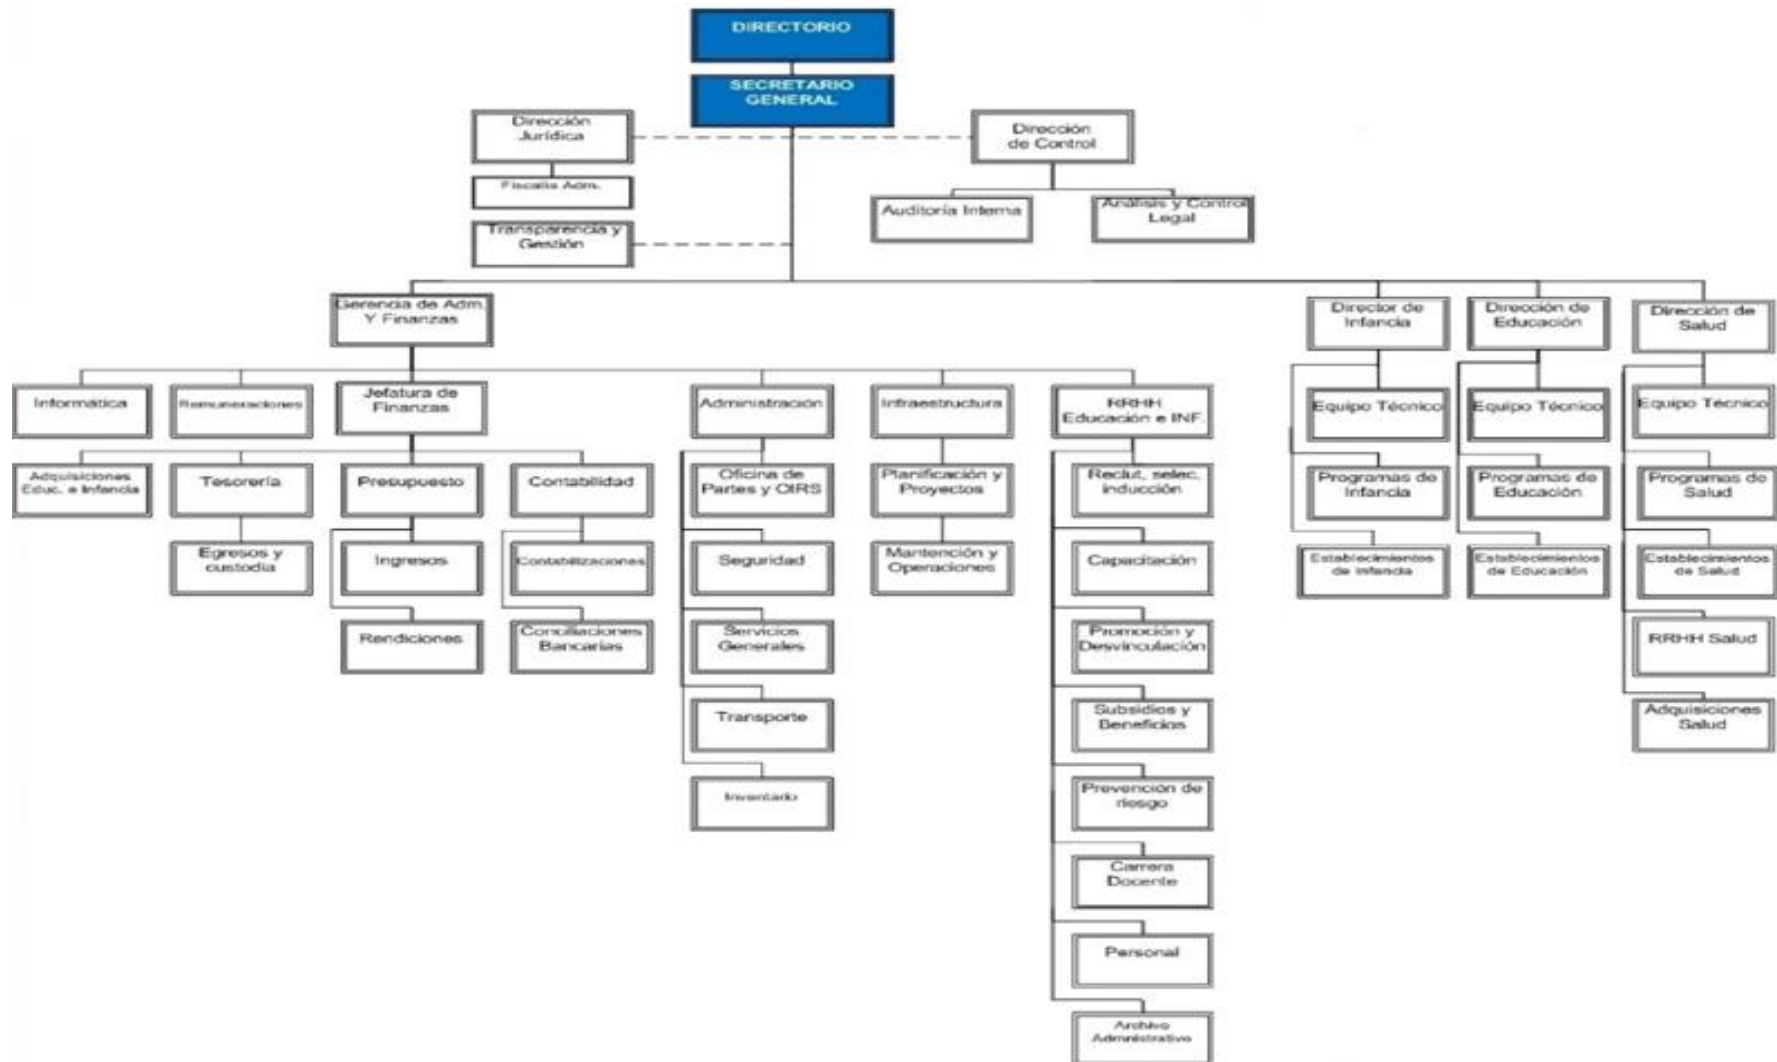 DIRECTORIO
SECRETARIO
GENERAL
Dirección
Jurídica
Dirección
de Control
Fiscalia Adm.
Auditoría Interna
Análisis y Control
Legal
Transparencia y
Gestión
Gerencia de Adm.
Y Finanzas
Director de
Infancia
Dirección de
Educación
Dirección de
Salud
Informática
Remuneraciones
Jefatura de
Finanzas
Administración
Infraestructura
RRHH
Educación e INF.
Equipo Técnico
Equipo Técnico
Equipo Técnico
Adquisiciones
Educ. e Infancia
Tesorería
Presupuesto
Contabilidad
Oficina de
Partes y OIRS
Planificación y
Proyectos
Reclut, selec,
inducción
Programas de
Infancia
Programas de
Educación
Programas de
Salud
Egresos y
custodia
Ingresos
Contabilizaciones
Seguridad
Mantención y
Operaciones
Capacitación
Establecimientos
de Infancia
Establecimientos
de Educación
Establecimientos
de Salud
Rendiciones
Conciliaciones
Bancarias
Servicios
Generales
Promoción y
Desvinculación
RRHH Salud
Transporte
Subsidios y
Beneficios
Adquisiciones
Salud
Inventario
Prevención de
riesgo
Carrera
Docente
Personal
Archivo
Administrativo